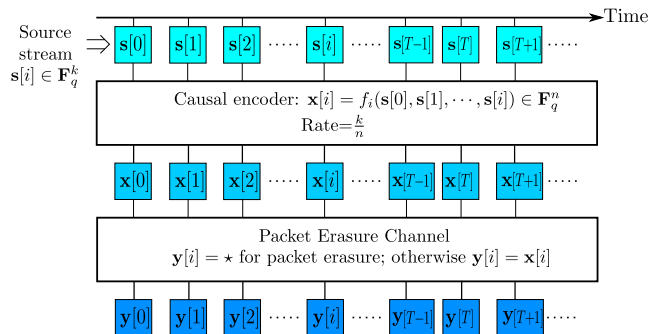 Time
Source stream s[i] ∈ F_q^k
s[0] s[1] s[2] ····· s[i] ····· s[T−1] s[T] s[T+1] ·····
Causal encoder: x[i] = f_i(s[0], s[1], ⋯, s[i]) ∈ F_q^n
Rate=k/n
x[0] x[1] x[2] ····· x[i] ····· x[T−1] x[T] x[T+1] ·····
Packet Erasure Channel
y[i] = ⋆ for packet erasure; otherwise y[i] = x[i]
y[0] y[1] y[2] ····· y[i] ····· y[T−1] y[T] y[T+1] ·····